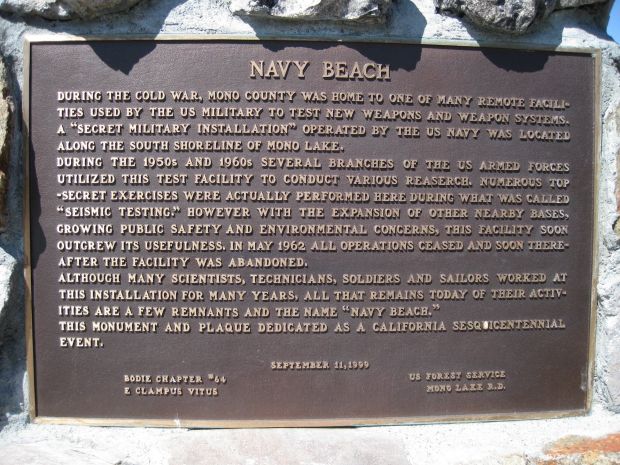 NAVY BEACH
DURING THE COLD WAR, MONO COUNTY WAS HOME TO ONE OF MANY REMOTE FACILI-
TIES USED BY THE US MILITARY TO TEST NEW WEAPONS AND WEAPON SYSTEMS.
A "SECRET MILITARY INSTALLATION" OPERATED BY THE US NAVY WAS LOCATED
ALONG THE SOUTH SHORELINE OF MONO LAKE.
DURING THE 1950s AND 1960s SEVERAL BRANCHES OF THE US ARMED FORCES
UTILIZED THIS TEST FACILITY TO CONDUCT VARIOUS REASERCH. NUMEROUS TOP
-SECRET EXERCISES WERE ACTUALLY PERFORMED HERE DURING WHAT WAS CALLED
"SEISMIC TESTING." HOWEVER WITH THE EXPANSION OF OTHER NEARBY BASES,
GROWING PUBLIC SAFETY AND ENVIRONMENTAL CONCERNS, THIS FACILITY SOON
OUTGREW ITS USEFULNESS. IN MAY 1962 ALL OPERATIONS CEASED AND SOON THERE-
AFTER THE FACILITY WAS ABANDONED.
ALTHOUGH MANY SCIENTISTS, TECHNICIANS, SOLDIERS AND SAILORS WORKED AT
THIS INSTALLATION FOR MANY YEARS, ALL THAT REMAINS TODAY OF THEIR ACTIV-
ITIES ARE A FEW REMNANTS AND THE NAME "NAVY BEACH."
THIS MONUMENT AND PLAQUE DEDICATED AS A CALIFORNIA SESQUICENTENNIAL
EVENT.
SEPTEMBER 11, 1999
BODIE CHAPTER #64
E CLAMPUS VITUS
US FOREST SERVICE
MONO LAKE R.D.